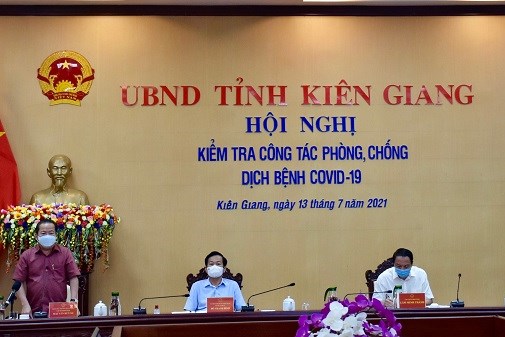 UBND TỈNH KIÊN GIANG
HỘI NGHỊ
KIỂM TRA CÔNG TÁC PHÒNG, CHỐNG
DỊCH BỆNH COVID-19
Kiên Giang, ngày 13 tháng 7 năm 2021